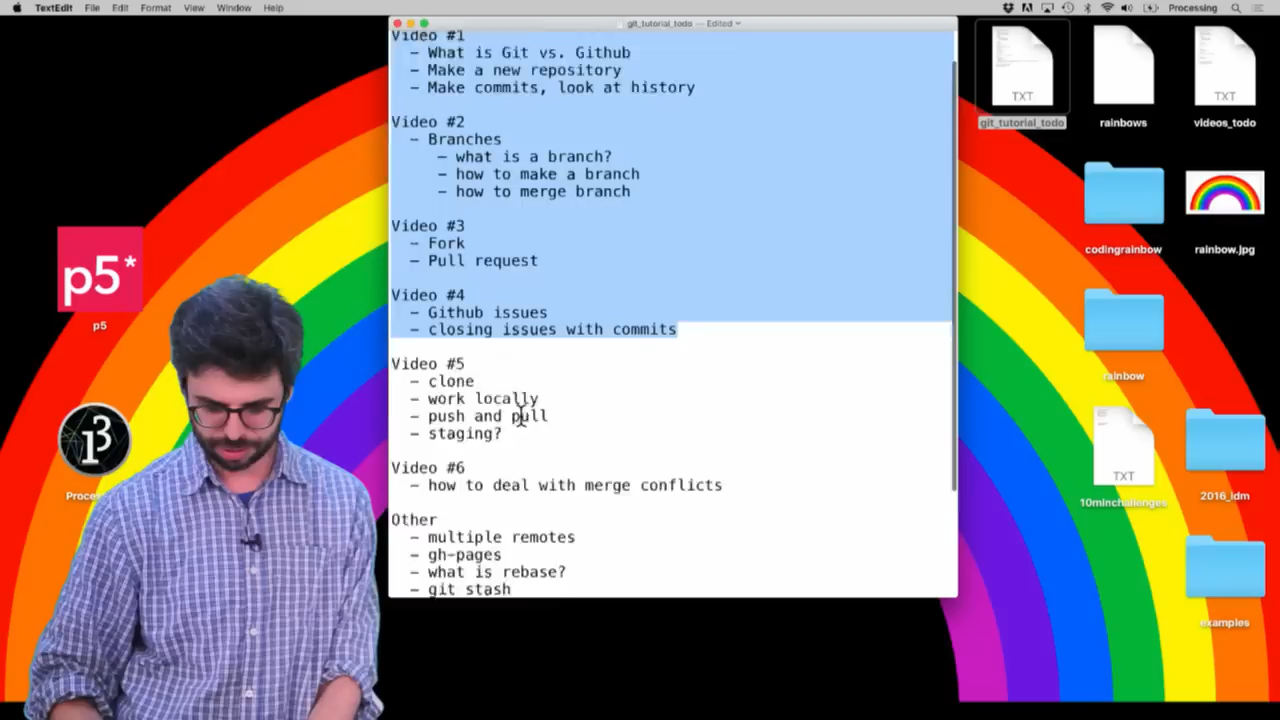 TextEdit File Edit Format View Window Help Processing
git_tutorial_todo — Edited
Video #1
– What is Git vs. Github
– Make a new repository
– Make commits, look at history
Video #2
– Branches
– what is a branch?
– how to make a branch
– how to merge branch
Video #3
– Fork
– Pull request
Video #4
– Github issues
– closing issues with commits
Video #5
– clone
– work locally
– push and pull
– staging?
Video #6
– how to deal with merge conflicts
Other
– multiple remotes
– gh-pages
– what is rebase?
– git stash
p5*
p5
Proce
TXT
git_tutorial_todo
rainbows
TXT
videos_todo
codingrainbow
rainbow.jpg
rainbow
TXT
10minchallenges
2016_idm
examples